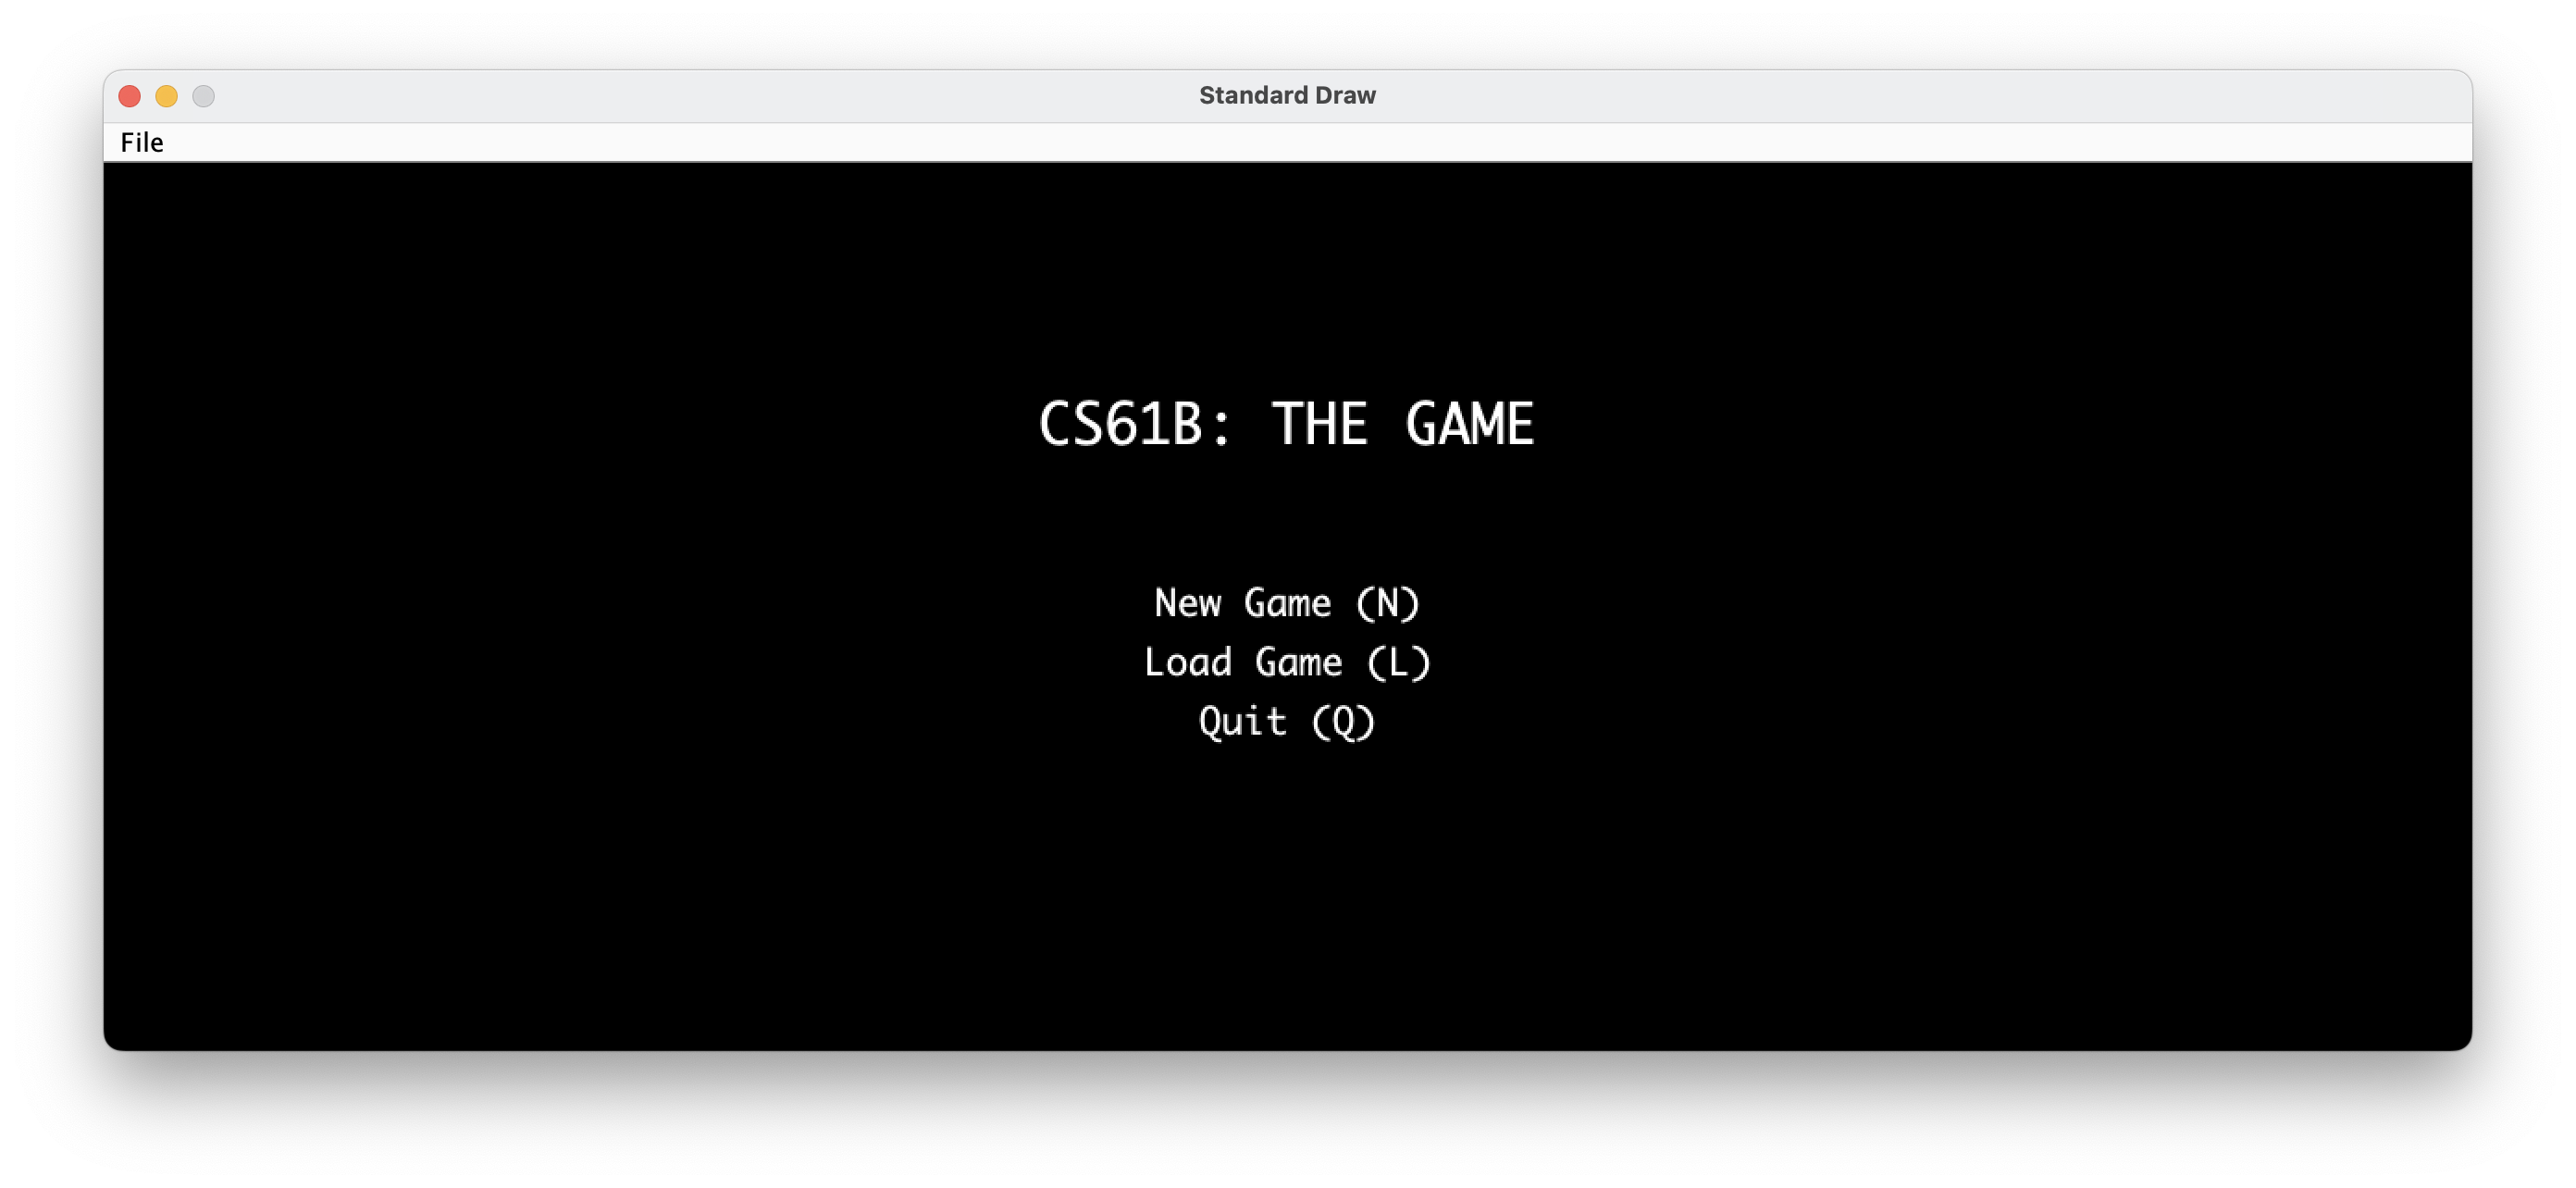 Standard Draw
File
CS61B: THE GAME
New Game (N)
Load Game (L)
Quit (Q)